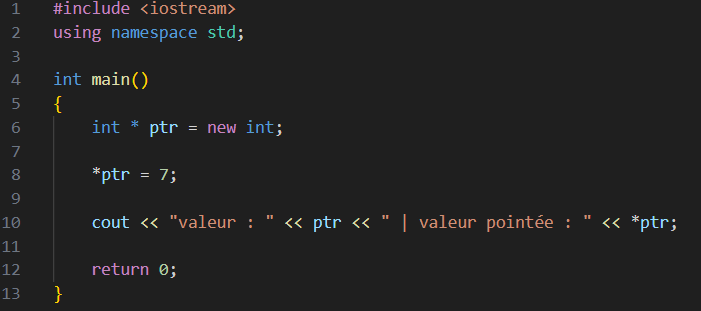 1 #include <iostream>
2 using namespace std;
3
4 int main()
5 {
6     int * ptr = new int;
7
8     *ptr = 7;
9
10     cout << "valeur : " << ptr << " | valeur pointée : " << *ptr;
11
12     return 0;
13 }